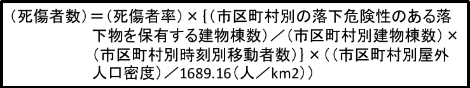 (死傷者数)＝(死傷者率)×{(市区町村別の落下危険性のある落
下物を保有する建物棟数)／(市区町村別建物棟数)×
(市区町村別時刻別移動者数)}×((市区町村別屋外
人口密度)／1689.16(人／km2))